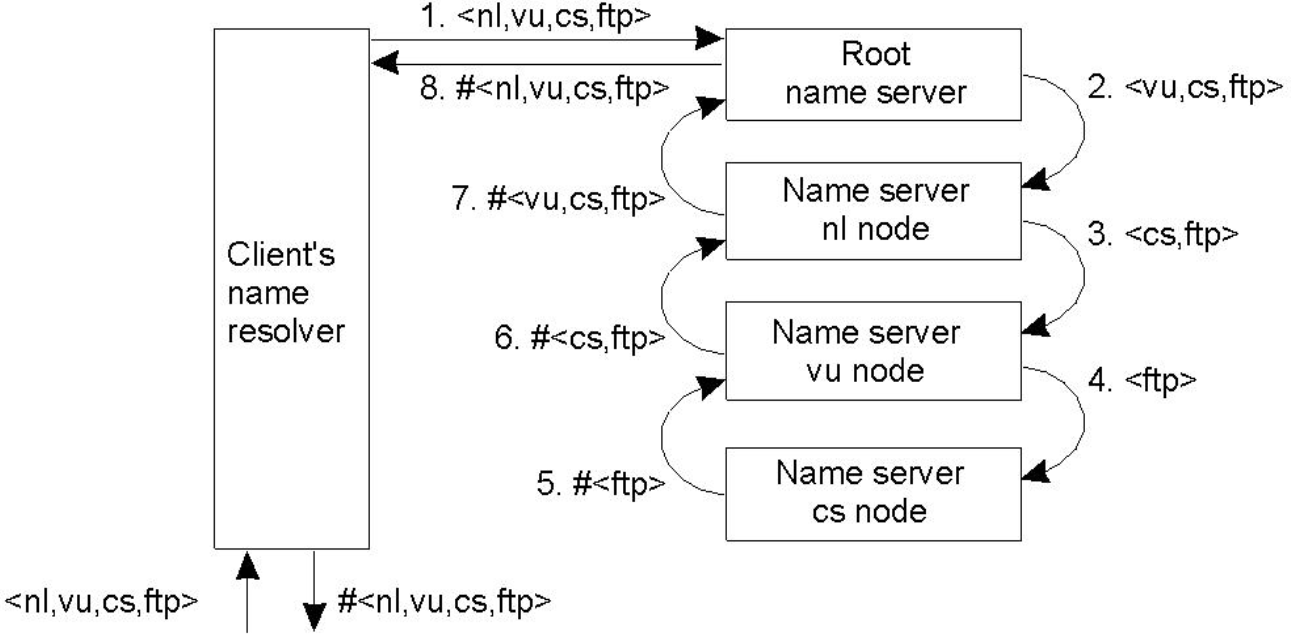 1. <nl,vu,cs,ftp>
Root
name server
8. #<nl,vu,cs,ftp>
2. <vu,cs,ftp>
Name server
nl node
7. #<vu,cs,ftp>
3. <cs,ftp>
Client's
name
resolver
Name server
vu node
6. #<cs,ftp>
4. <ftp>
Name server
cs node
5. #<ftp>
<nl,vu,cs,ftp>
#<nl,vu,cs,ftp>